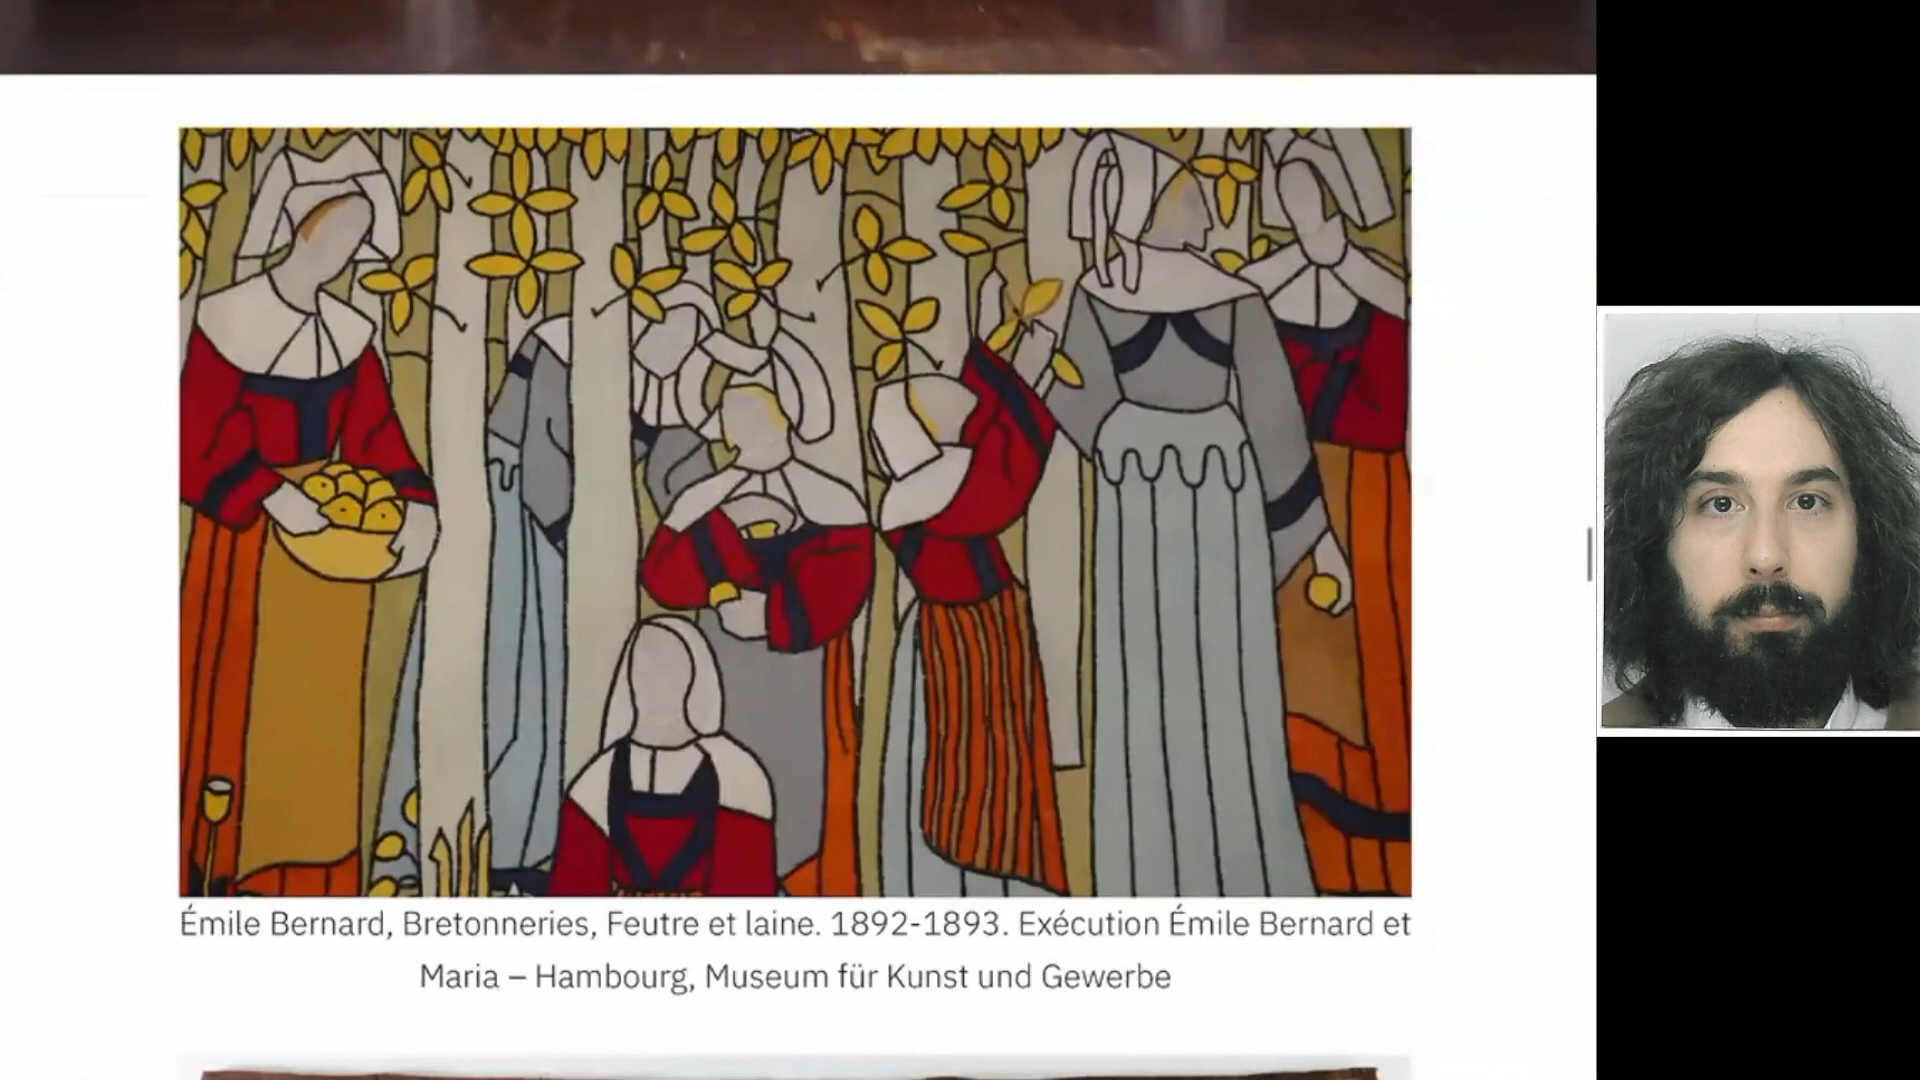 Émile Bernard, Bretonneries, Feutre et laine. 1892-1893. Exécution Émile Bernard et
Maria – Hambourg, Museum für Kunst und Gewerbe